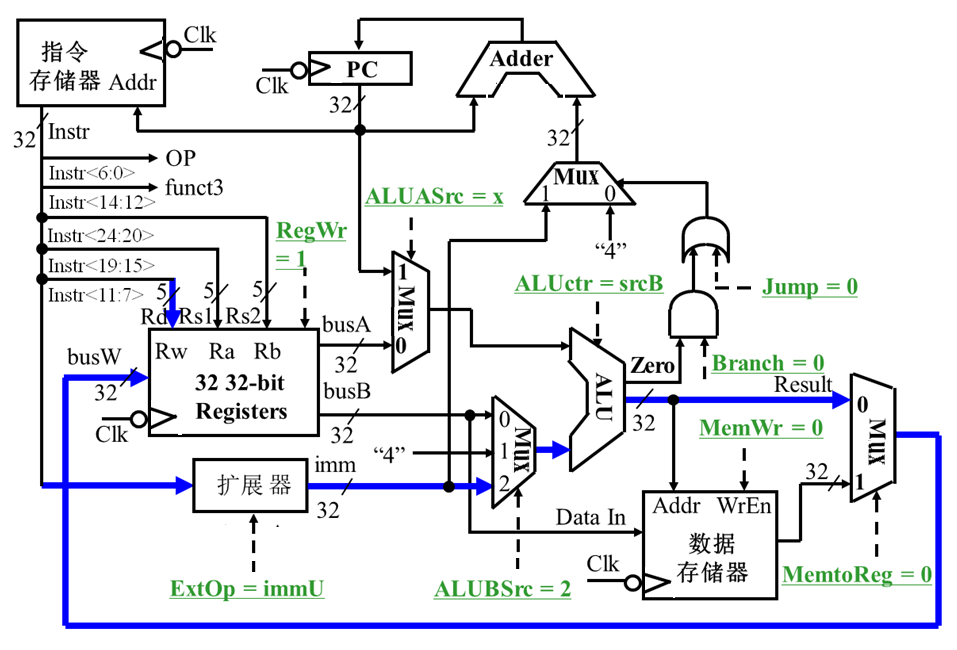 指令
存储器
Addr
Clk
Clk
PC
Adder
32
32
32
Instr
OP
Instr<6:0>
funct3
Instr<14:12>
Instr<24:20>
Instr<19:15>
Instr<11:7>
ALUASrc = x
RegWr
= 1
Mux
1
0
“4”
ALUctr = srcB
Jump = 0
5
5
5
Rd
Rs1
Rs2
busW
32
Rw
Ra
Rb
32 32-bit
Registers
Clk
busA
32
busB
32
1
Mux
0
“4”
0
1
2
Mux
ALU
Zero
32
Branch = 0
Result
MemWr = 0
0
Mux
1
32
扩展器
imm
32
Data In
Addr
WrEn
数据
存储器
Clk
ExtOp = immU
ALUBSrc = 2
MemtoReg = 0